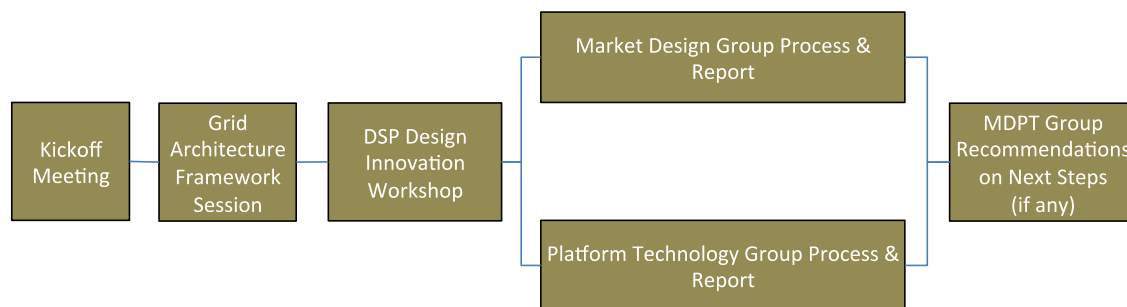 Kickoff
Meeting
Grid
Architecture
Framework
Session
DSP Design
Innovation
Workshop
Market Design Group Process &
Report
Platform Technology Group Process &
Report
MDPT Group
Recommendations
on Next Steps
(if any)